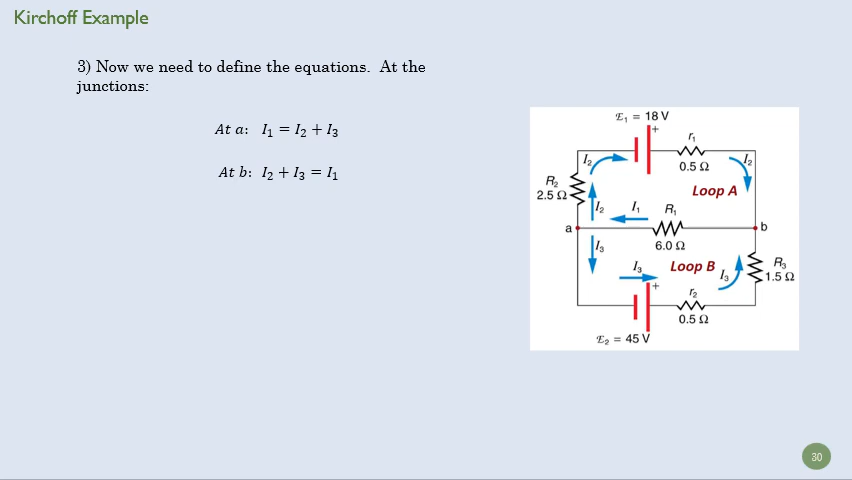 Kirchoff Example
3) Now we need to define the equations. At the
junctions:
At a: I₁ = I₂ + I₃
At b: I₂ + I₃ = I₁
ℰ₁ = 18 V
+
r₁
0.5 Ω
I₂
I₂
R₂
2.5 Ω
Loop A
I₂
I₁
R₁
a
b
6.0 Ω
I₃
I₃
Loop B
I₃
R₃
1.5 Ω
+
r₂
0.5 Ω
ℰ₂ = 45 V
30